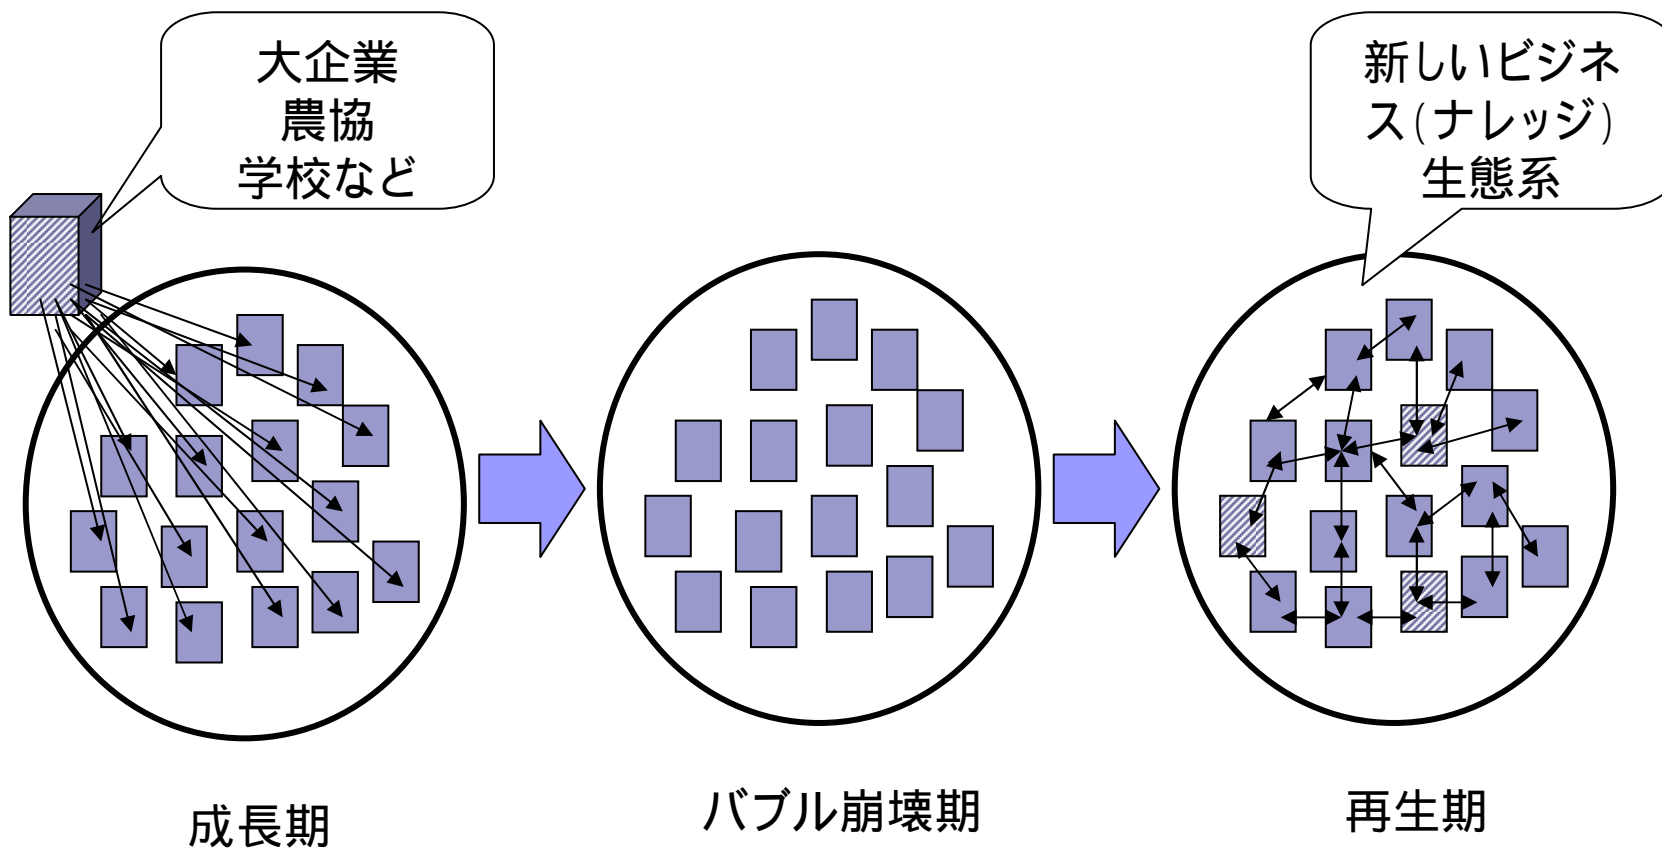 大企業
農協
学校など
新しいビジネ
ス(ナレッジ)
生態系
成長期
バブル崩壊期
再生期